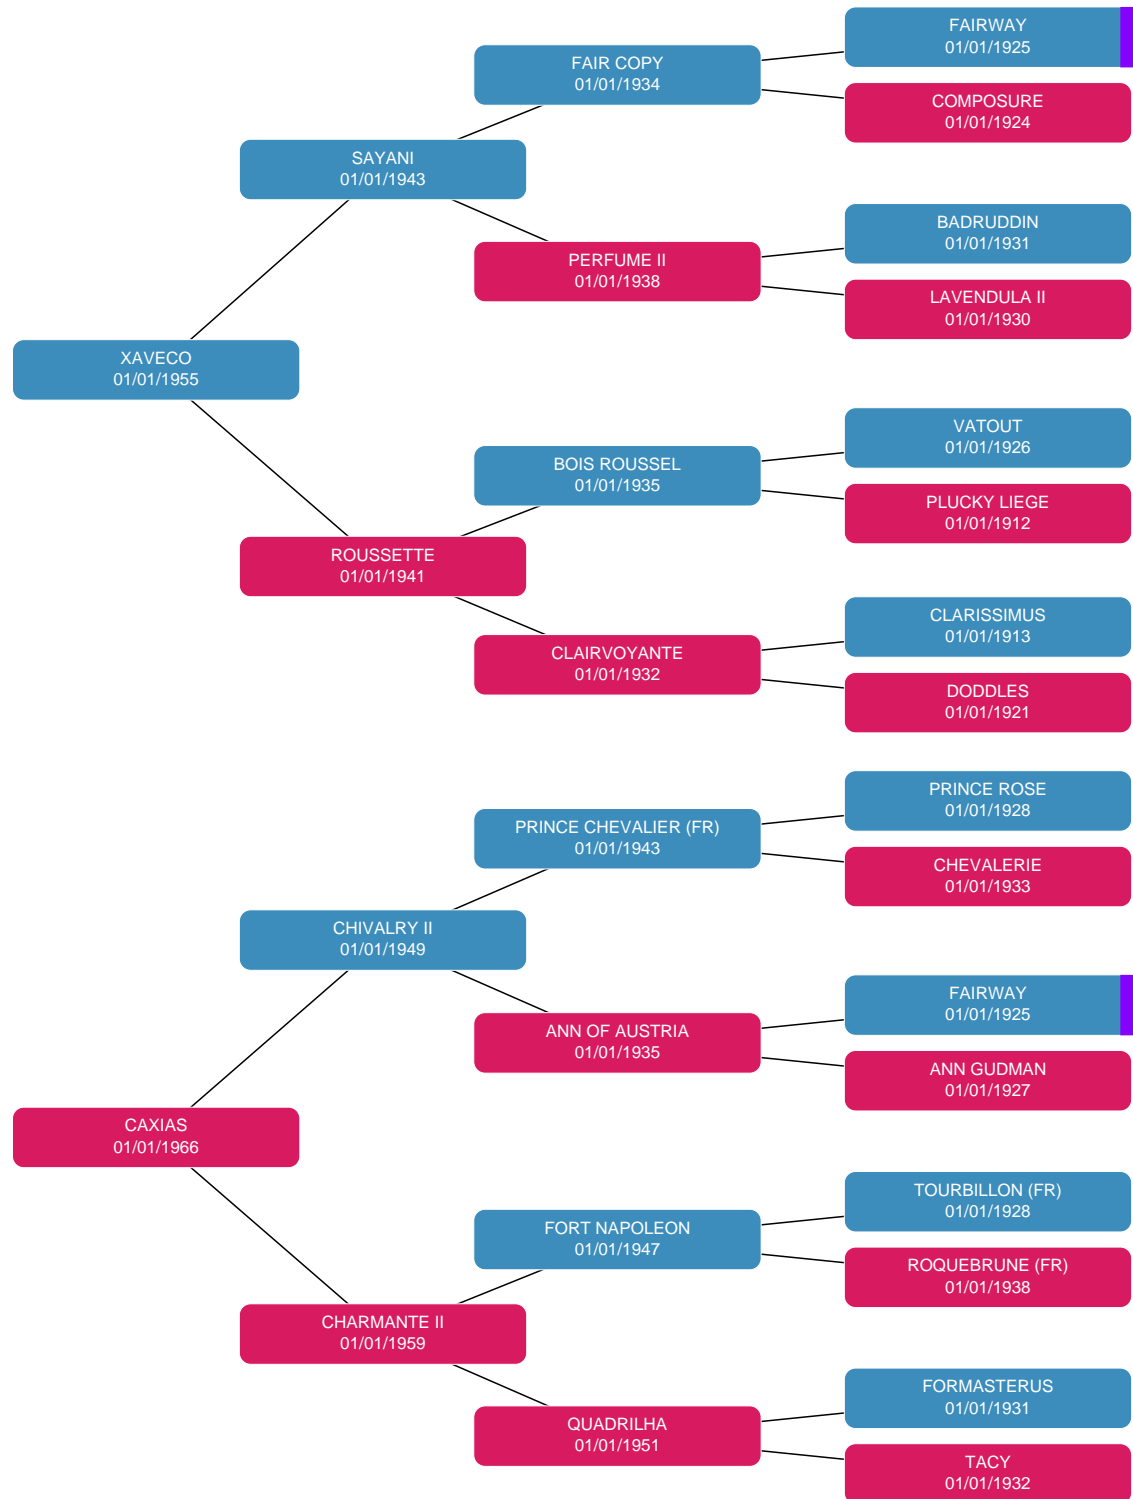 FAIRWAY
01/01/1925
FAIR COPY
01/01/1934
COMPOSURE
01/01/1924
SAYANI
01/01/1943
BADRUDDIN
01/01/1931
PERFUME II
01/01/1938
LAVENDULA II
01/01/1930
XAVECO
01/01/1955
VATOUT
01/01/1926
BOIS ROUSSEL
01/01/1935
PLUCKY LIEGE
01/01/1912
ROUSSETTE
01/01/1941
CLARISSIMUS
01/01/1913
CLAIRVOYANTE
01/01/1932
DODDLES
01/01/1921
PRINCE ROSE
01/01/1928
PRINCE CHEVALIER (FR)
01/01/1943
CHEVALERIE
01/01/1933
CHIVALRY II
01/01/1949
FAIRWAY
01/01/1925
ANN OF AUSTRIA
01/01/1935
ANN GUDMAN
01/01/1927
CAXIAS
01/01/1966
TOURBILLON (FR)
01/01/1928
FORT NAPOLEON
01/01/1947
ROQUEBRUNE (FR)
01/01/1938
CHARMANTE II
01/01/1959
FORMASTERUS
01/01/1931
QUADRILHA
01/01/1951
TACY
01/01/1932